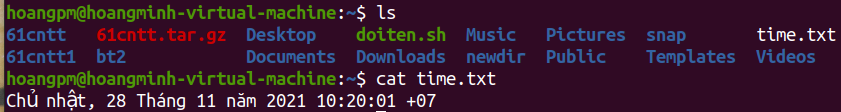 hoangpm@hoangminh-virtual-machine:~$ ls
61cntt 61cntt.tar.gz Desktop doiten.sh Music Pictures snap time.txt
61cntt1 bt2 Documents Downloads newdir Public Templates Videos
hoangpm@hoangminh-virtual-machine:~$ cat time.txt
Chủ nhật, 28 Tháng 11 năm 2021 10:20:01 +07